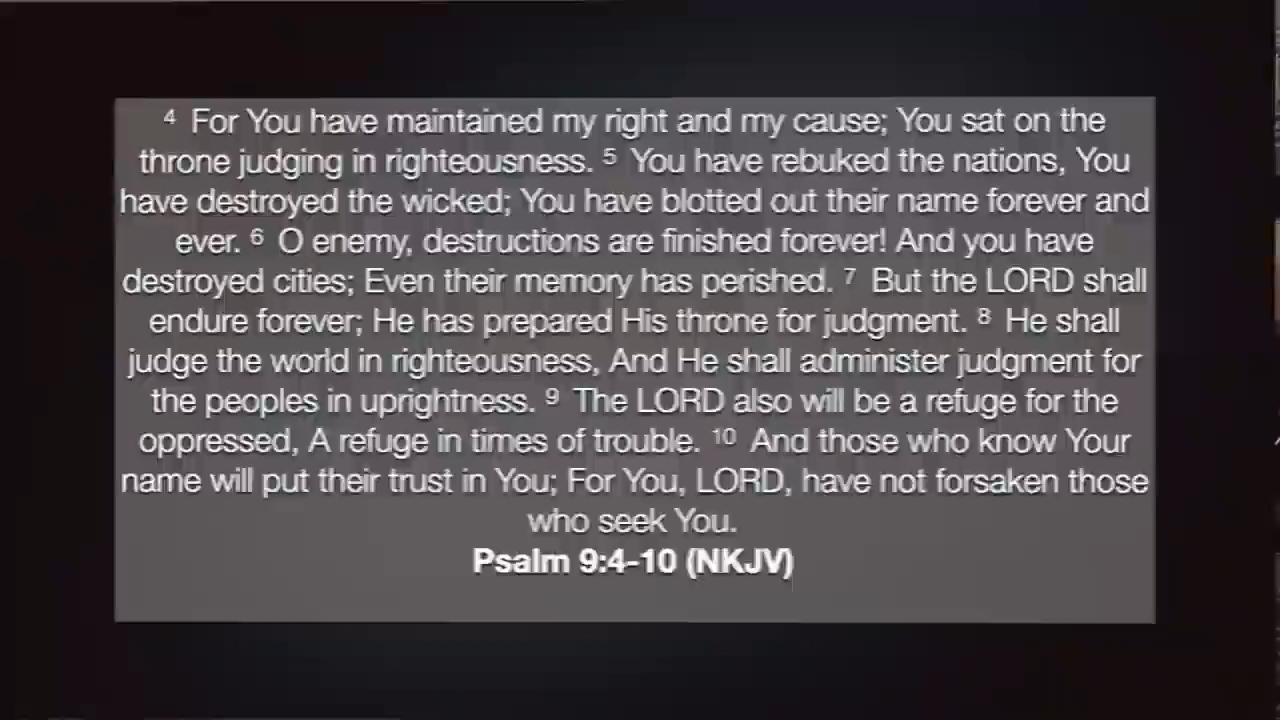 4 For You have maintained my right and my cause; You sat on the
throne judging in righteousness. 5 You have rebuked the nations, You
have destroyed the wicked; You have blotted out their name forever and
ever. 6 O enemy, destructions are finished forever! And you have
destroyed cities; Even their memory has perished. 7 But the LORD shall
endure forever; He has prepared His throne for judgment. 8 He shall
judge the world in righteousness, And He shall administer judgment for
the peoples in uprightness. 9 The LORD also will be a refuge for the
oppressed, A refuge in times of trouble. 10 And those who know Your
name will put their trust in You; For You, LORD, have not forsaken those
who seek You.
Psalm 9:4-10 (NKJV)